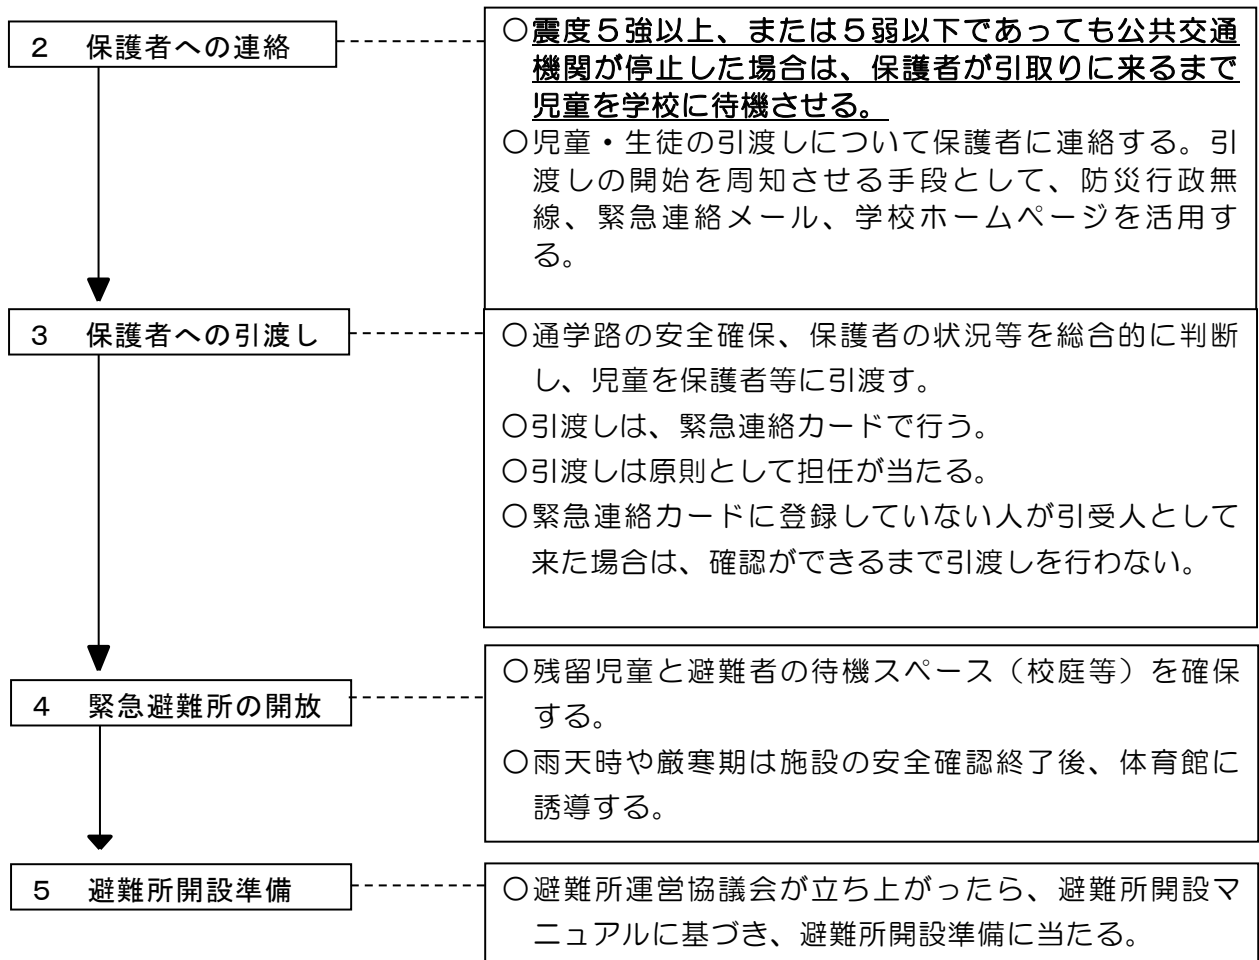 ２　保護者への連絡
○震度５強以上、または５弱以下であっても公共交通
機関が停止した場合は、保護者が引取りに来るまで
児童を学校に待機させる。
○児童・生徒の引渡しについて保護者に連絡する。引
渡しの開始を周知させる手段として、防災行政無
線、緊急連絡メール、学校ホームページを活用す
る。
３　保護者への引渡し
○通学路の安全確保、保護者の状況等を総合的に判断
し、児童を保護者等に引渡す。
○引渡しは、緊急連絡カードで行う。
○引渡しは原則として担任が当たる。
○緊急連絡カードに登録していない人が引受人として
来た場合は、確認ができるまで引渡しを行わない。
４　緊急避難所の開放
○残留児童と避難者の待機スペース（校庭等）を確保
する。
○雨天時や厳寒期は施設の安全確認終了後、体育館に
誘導する。
５　避難所開設準備
○避難所運営協議会が立ち上がったら、避難所開設マ
ニュアルに基づき、避難所開設準備に当たる。